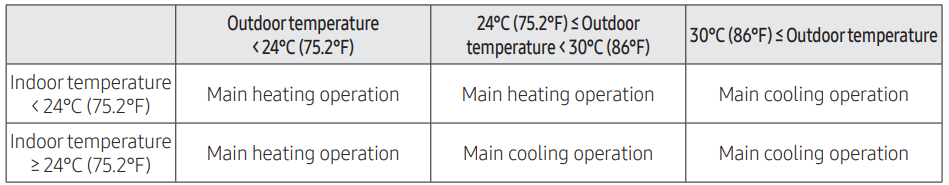 Outdoor temperature
< 24°C (75.2°F)
24°C (75.2°F) ≤ Outdoor
temperature < 30°C (86°F)
30°C (86°F) ≤ Outdoor temperature
Indoor temperature
< 24°C (75.2°F)
Main heating operation
Main heating operation
Main cooling operation
Indoor temperature
≥ 24°C (75.2°F)
Main heating operation
Main cooling operation
Main cooling operation